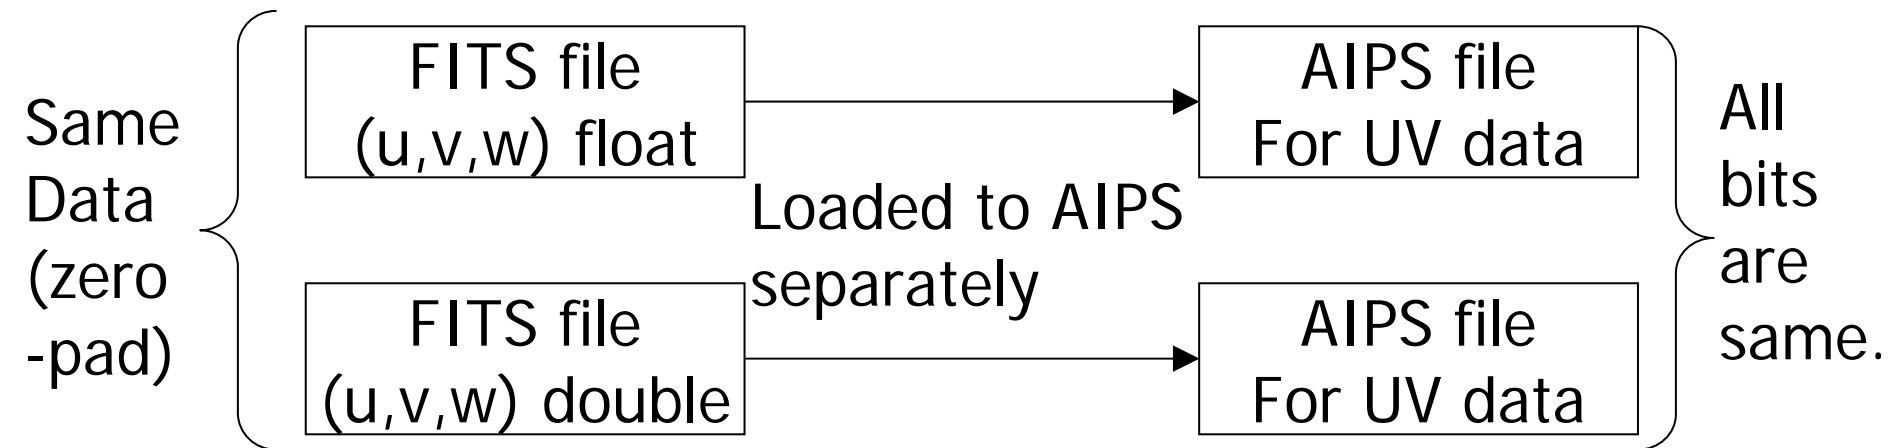 Same
Data
(zero
-pad)
FITS file
(u,v,w) float
FITS file
(u,v,w) double
Loaded to AIPS
separately
AIPS file
For UV data
AIPS file
For UV data
All
bits
are
same.